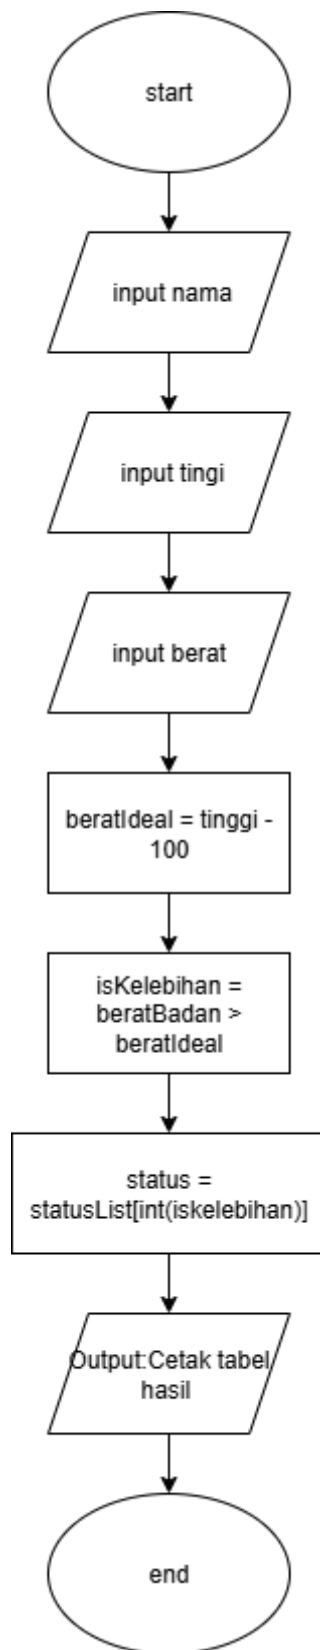 start
input nama
input tingi
input berat
beratIdeal = tinggi -
100
isKelebihan =
beratBadan >
beratIdeal
status =
statusList[int(iskelebihan)]
Output:Cetak tabel
hasil
end